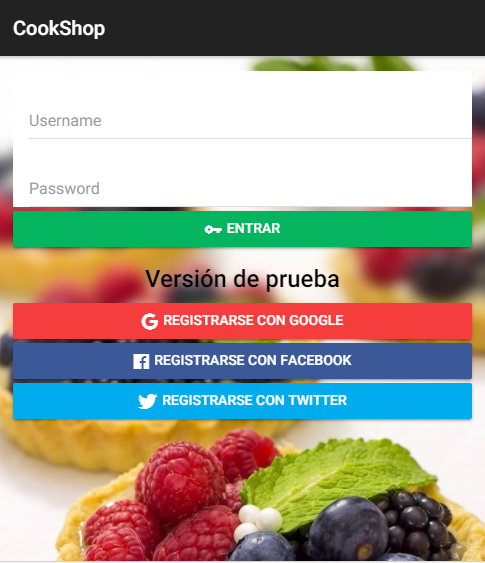 CookShop
Username
Password
ENTRAR
Versión de prueba
REGISTRARSE CON GOOGLE
REGISTRARSE CON FACEBOOK
REGISTRARSE CON TWITTER